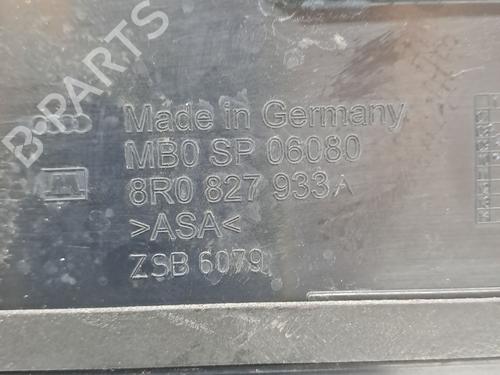 B-PARTS
Made in Germany
MB0 SP 06080
8R0 827 933 A
>ASA<
ZSB 6079